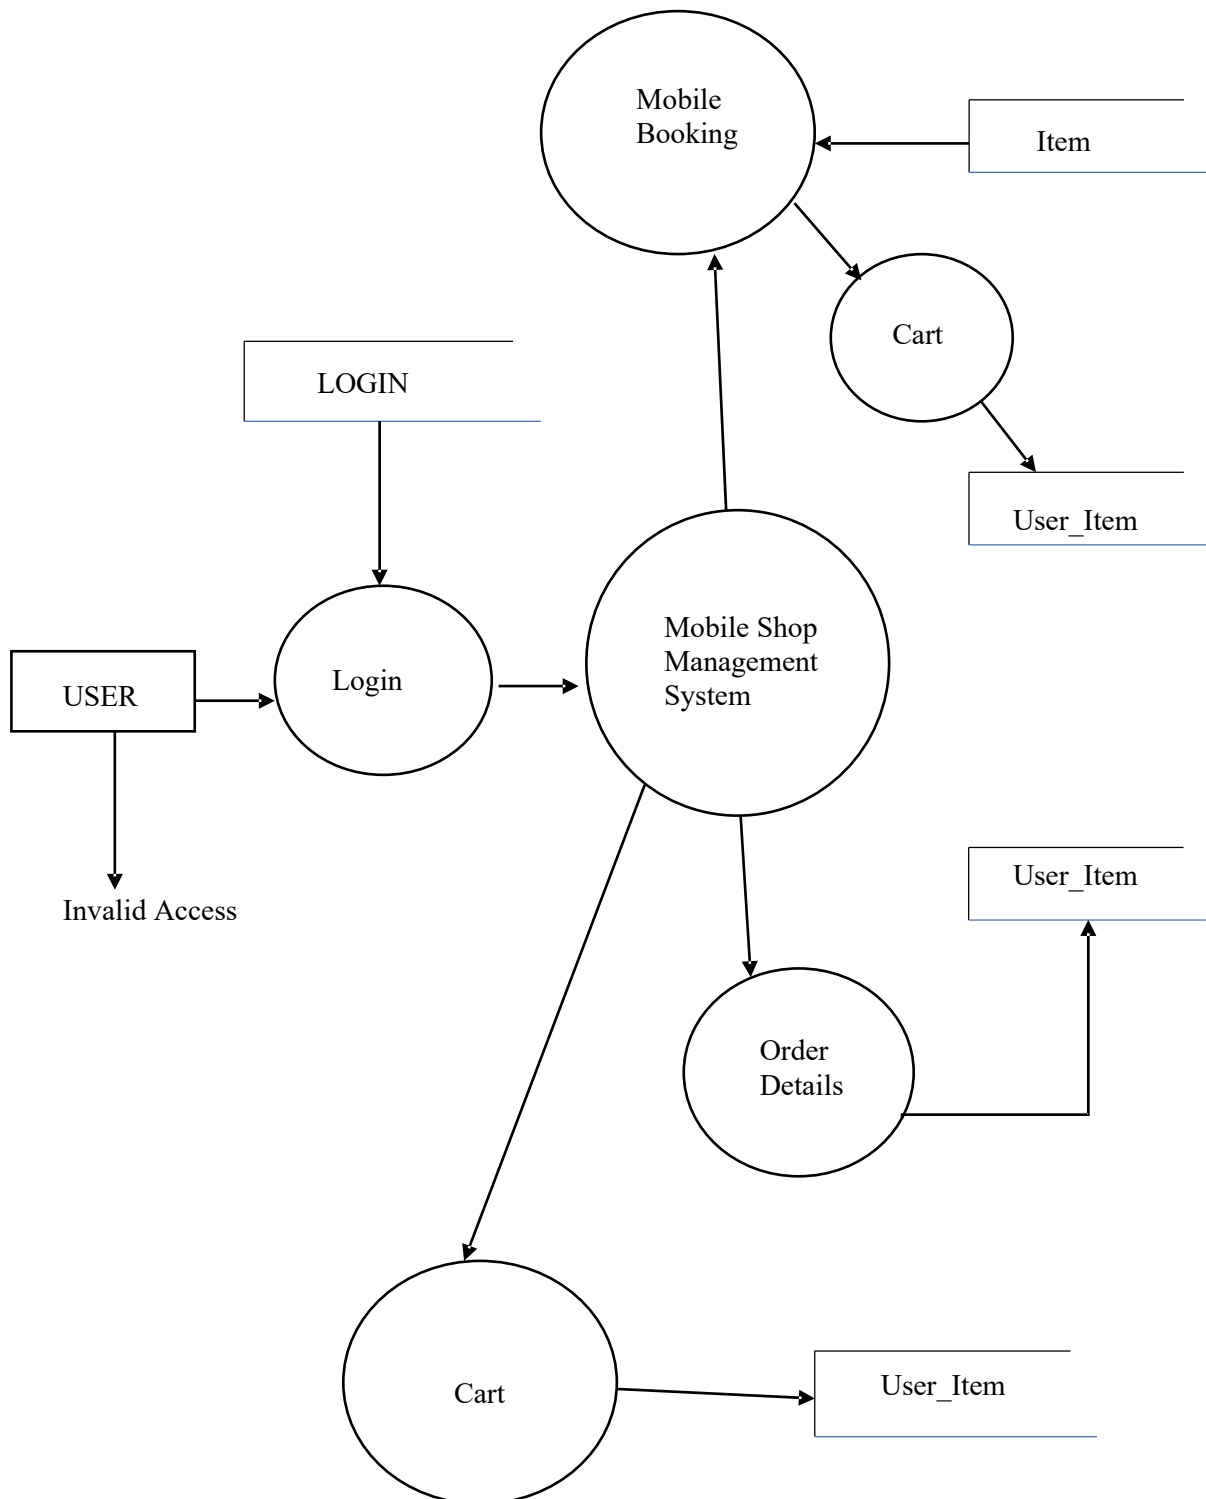 Mobile
Booking
Item
Cart
LOGIN
User_Item
Mobile Shop
Management
System
Login
USER
User_Item
Invalid Access
Order
Details
User_Item
Cart